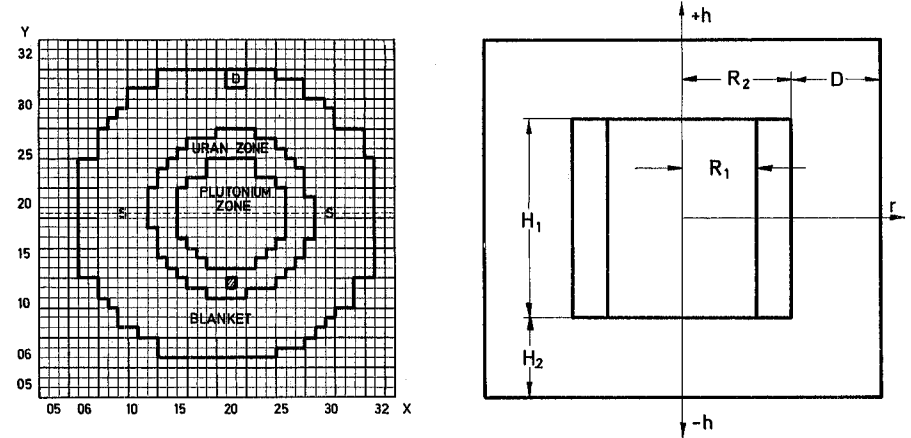 Y
32
30
25
20
15
10
06
05
D
URAN ZONE
PLUTONIUM
ZONE
S S
BLANKET
05 06 10 15 20 25 30 32 X
+h
R2 D
R1
H1
r
H2
-h